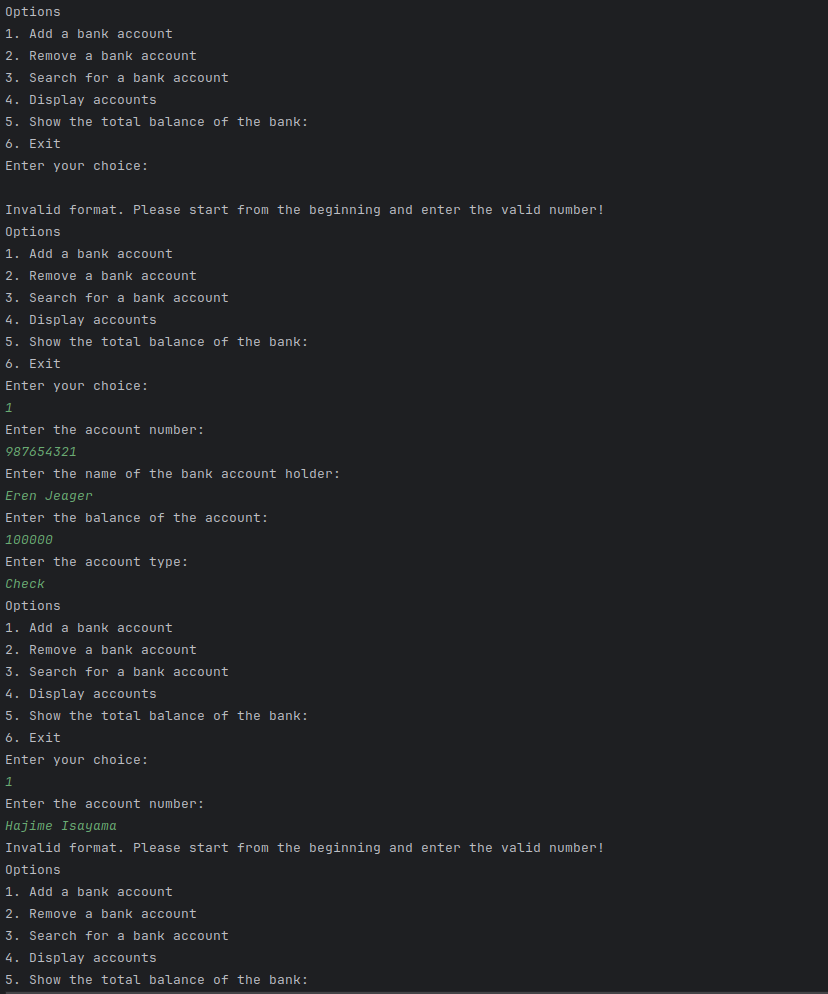 Options
1. Add a bank account
2. Remove a bank account
3. Search for a bank account
4. Display accounts
5. Show the total balance of the bank:
6. Exit
Enter your choice:
Invalid format. Please start from the beginning and enter the valid number!
Options
1. Add a bank account
2. Remove a bank account
3. Search for a bank account
4. Display accounts
5. Show the total balance of the bank:
6. Exit
Enter your choice:
1
Enter the account number:
987654321
Enter the name of the bank account holder:
Eren Jeager
Enter the balance of the account:
100000
Enter the account type:
Check
Options
1. Add a bank account
2. Remove a bank account
3. Search for a bank account
4. Display accounts
5. Show the total balance of the bank:
6. Exit
Enter your choice:
1
Enter the account number:
Hajime Isayama
Invalid format. Please start from the beginning and enter the valid number!
Options
1. Add a bank account
2. Remove a bank account
3. Search for a bank account
4. Display accounts
5. Show the total balance of the bank: